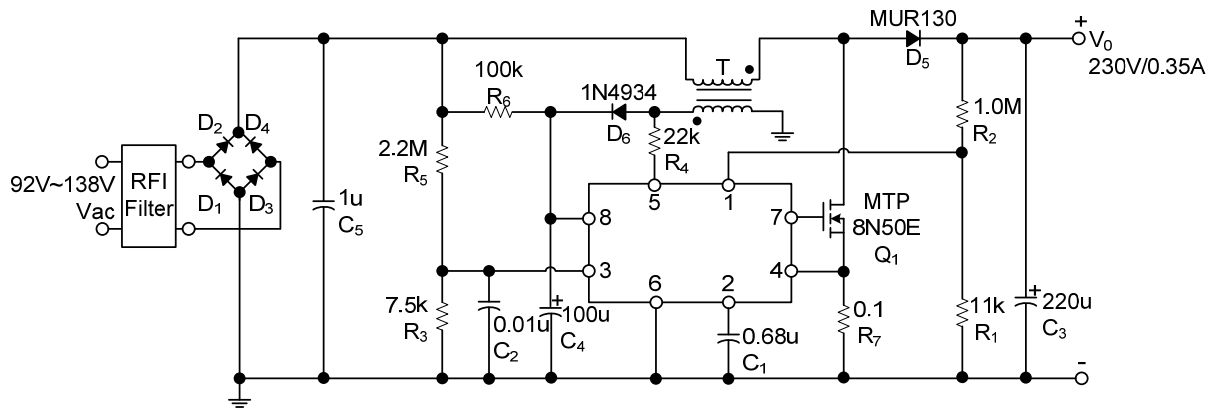 MUR130
D5
+
V0
230V/0.35A
T
100k
R6
1N4934
D6
22k
R4
1.0M
R2
D2
D4
D1
D3
92V~138V
Vac
RFI
Filter
2.2M
R5
1u
C5
5
1
8
7
3
4
6
2
MTP
8N50E
Q1
7.5k
R3
0.01u
C2
+
100u
C4
0.68u
C1
0.1
R7
11k
R1
+
220u
C3
-